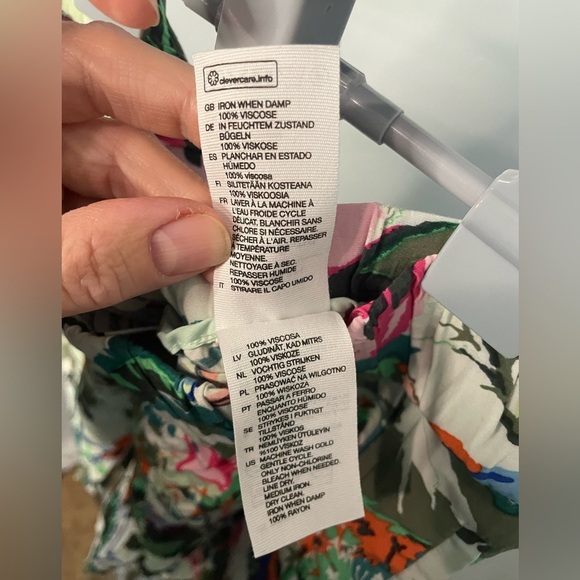 clevercare.info
GB IRON WHEN DAMP
100% VISCOSE
DE IN FEUCHTEM ZUSTAND
BÜGELN
100% VISKOSE
ES PLANCHAR EN ESTADO
HÚMEDO
100% viscosa
FI SILITETÄÄN KOSTEANA
100% VISKOOSIA
FR LAVER À LA MACHINE À
L'EAU FROIDE CYCLE
DÉLICAT, BLANCHIR SANS
CHLORE SI NÉCESSAIRE.
SÉCHER À L'AIR. REPASSER
À TEMPÉRATURE
MOYENNE.
NETTOYAGE À SEC.
REPASSER HUMIDE
IT STIRARE IL CAPO UMIDO
100% VISCOSA
LV GLUDINĀT, KAD MITRS
100% VISKOZE
NL VOCHTIG STRIJKEN
100% VISCOSE
PL PRASOWAĆ NA WILGOTNO
100% WISKOZA
PT PASSAR A FERRO
ENQUANTO HÚMIDO
100% VISCOSE
SE STRYKES I FUKTIGT
TILLSTÅND
100% VISKOS
TR NEMLİYKEN ÜTÜLEYİN
%100 VİSKOZ
US MACHINE WASH COLD
GENTLE CYCLE.
ONLY NON-CHLORINE
BLEACH WHEN NEEDED.
LINE DRY.
MEDIUM IRON.
DRY CLEAN.
IRON WHEN DAMP
100% RAYON